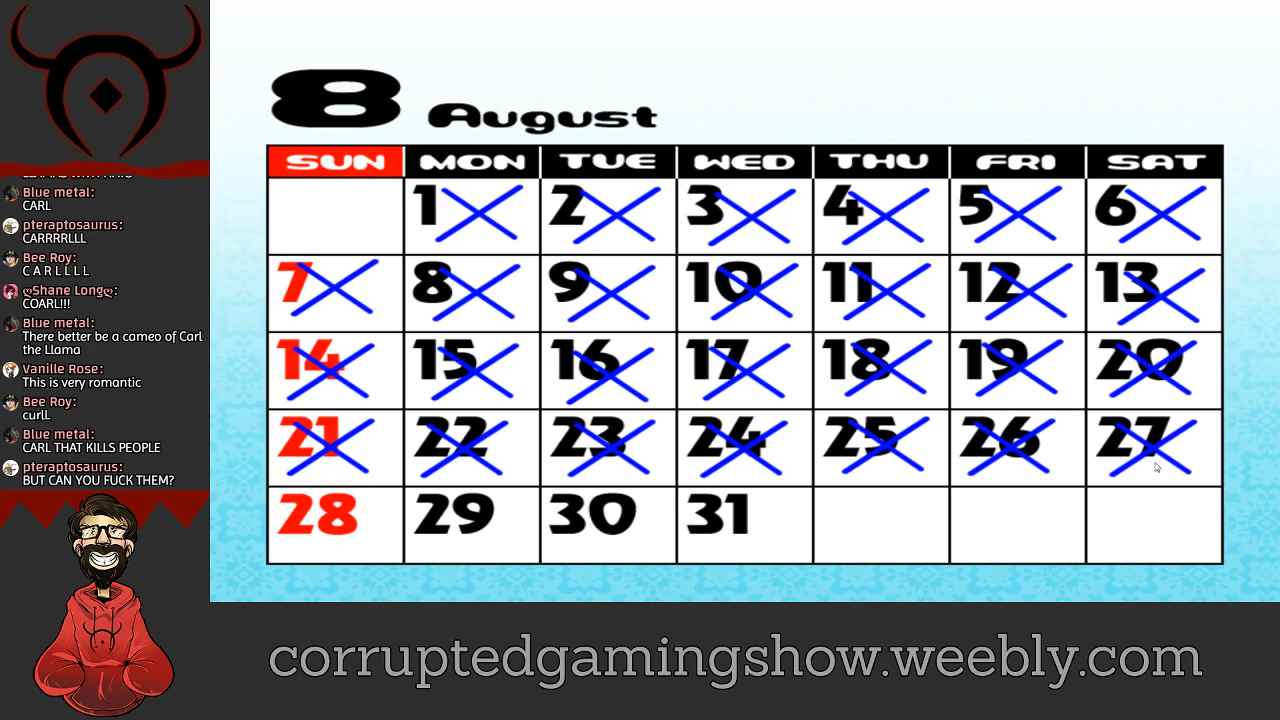 Blue metal:
CARL
pteraptosaurus:
CARRRRLLL
Bee Roy:
C A R L L L L
ღShane Longღ:
COARL!!!
Blue metal:
There better be a cameo of Carl
the Llama
Vanille Rose:
This is very romantic
Bee Roy:
curlL
Blue metal:
CARL THAT KILLS PEOPLE
pteraptosaurus:
BUT CAN YOU FUCK THEM?
8 August
SUN MON TUE WED THU FRI SAT
1 2 3 4 5 6
7 8 9 10 11 12 13
14 15 16 17 18 19 20
21 22 23 24 25 26 27
28 29 30 31
corruptedgamingshow.weebly.com